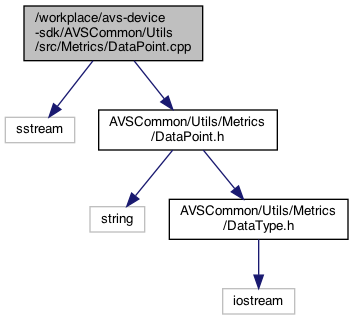 /workplace/avs-device
-sdk/AVSCommon/Utils
/src/Metrics/DataPoint.cpp
sstream
AVSCommon/Utils/Metrics
/DataPoint.h
string
AVSCommon/Utils/Metrics
/DataType.h
iostream